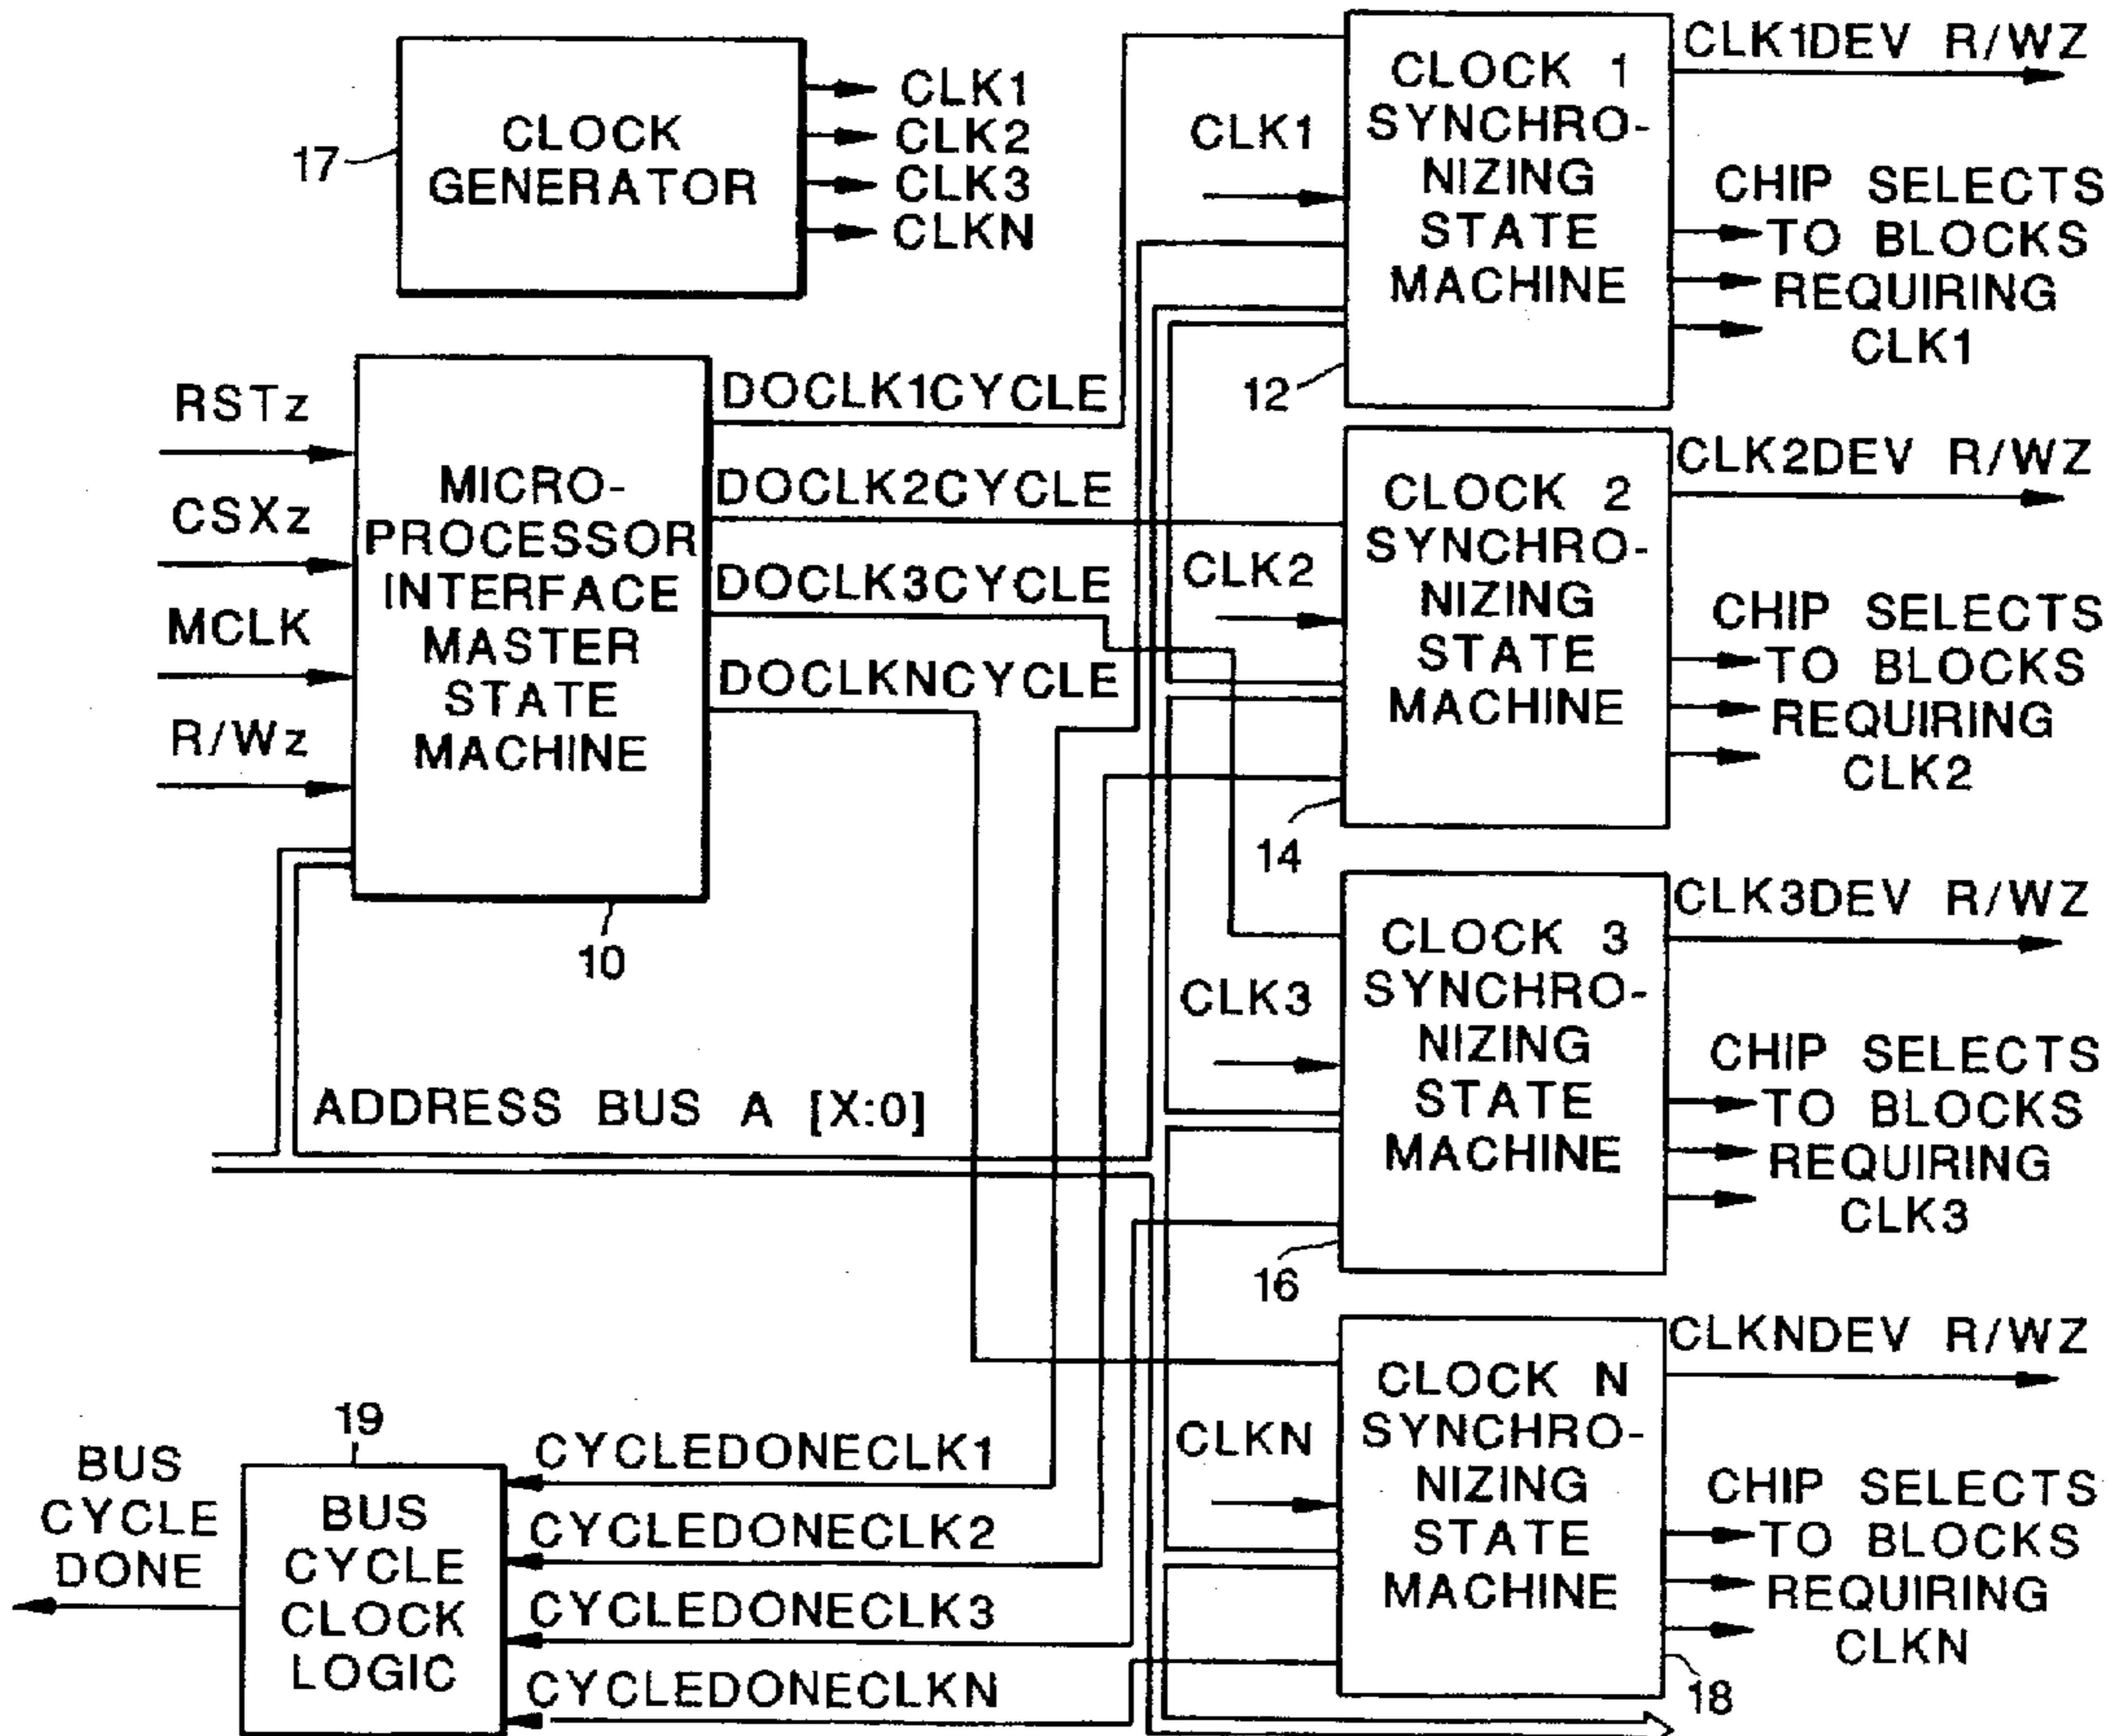 CLOCK
GENERATOR
17
CLK1
CLK2
CLK3
CLKN
RSTz
CSXz
MCLK
R/Wz
MICRO-
PROCESSOR
INTERFACE
MASTER
STATE
MACHINE
10
DOCLK1CYCLE
DOCLK2CYCLE
DOCLK3CYCLE
DOCLKNCYCLE
ADDRESS BUS A [X:0]
CLK1
CLOCK 1
SYNCHRO-
NIZING
STATE
MACHINE
12
CLK1DEV R/WZ
CHIP SELECTS
TO BLOCKS
REQUIRING
CLK1
CLK2
CLOCK 2
SYNCHRO-
NIZING
STATE
MACHINE
14
CLK2DEV R/WZ
CHIP SELECTS
TO BLOCKS
REQUIRING
CLK2
CLK3
CLOCK 3
SYNCHRO-
NIZING
STATE
MACHINE
16
CLK3DEV R/WZ
CHIP SELECTS
TO BLOCKS
REQUIRING
CLK3
CLKN
CLOCK N
SYNCHRO-
NIZING
STATE
MACHINE
18
CLKNDEV R/WZ
CHIP SELECTS
TO BLOCKS
REQUIRING
CLKN
BUS
CYCLE
DONE
19
BUS
CYCLE
CLOCK
LOGIC
CYCLEDONECLK1
CYCLEDONECLK2
CYCLEDONECLK3
CYCLEDONECLKN